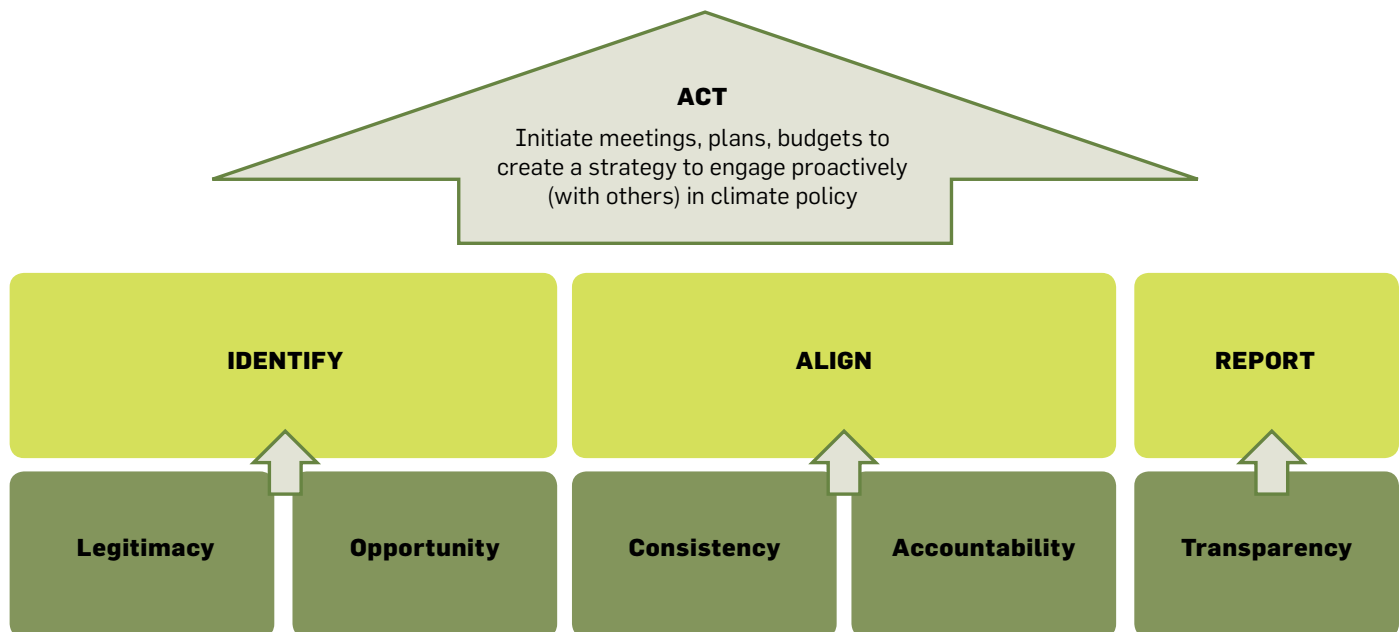 ACT
Initiate meetings, plans, budgets to
create a strategy to engage proactively
(with others) in climate policy
IDENTIFY
ALIGN
REPORT
Legitimacy
Opportunity
Consistency
Accountability
Transparency